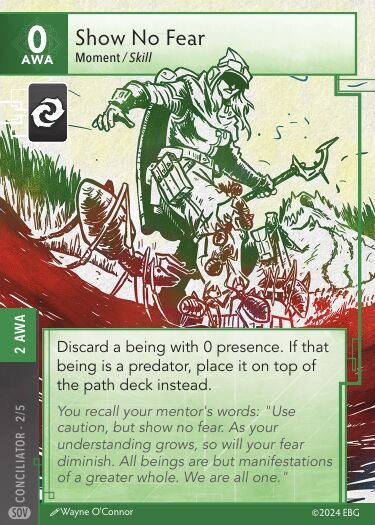 0
AWA
Show No Fear
Moment / Skill
2 AWA
CONCILIATOR - 2/5
SOV
Discard a being with 0 presence. If that
being is a predator, place it on top of
the path deck instead.
You recall your mentor's words: "Use
caution, but show no fear. As your
understanding grows, so will your fear
diminish. All beings are but manifestations
of a greater whole. We are all one."
Wayne O'Connor
©2024 EBG